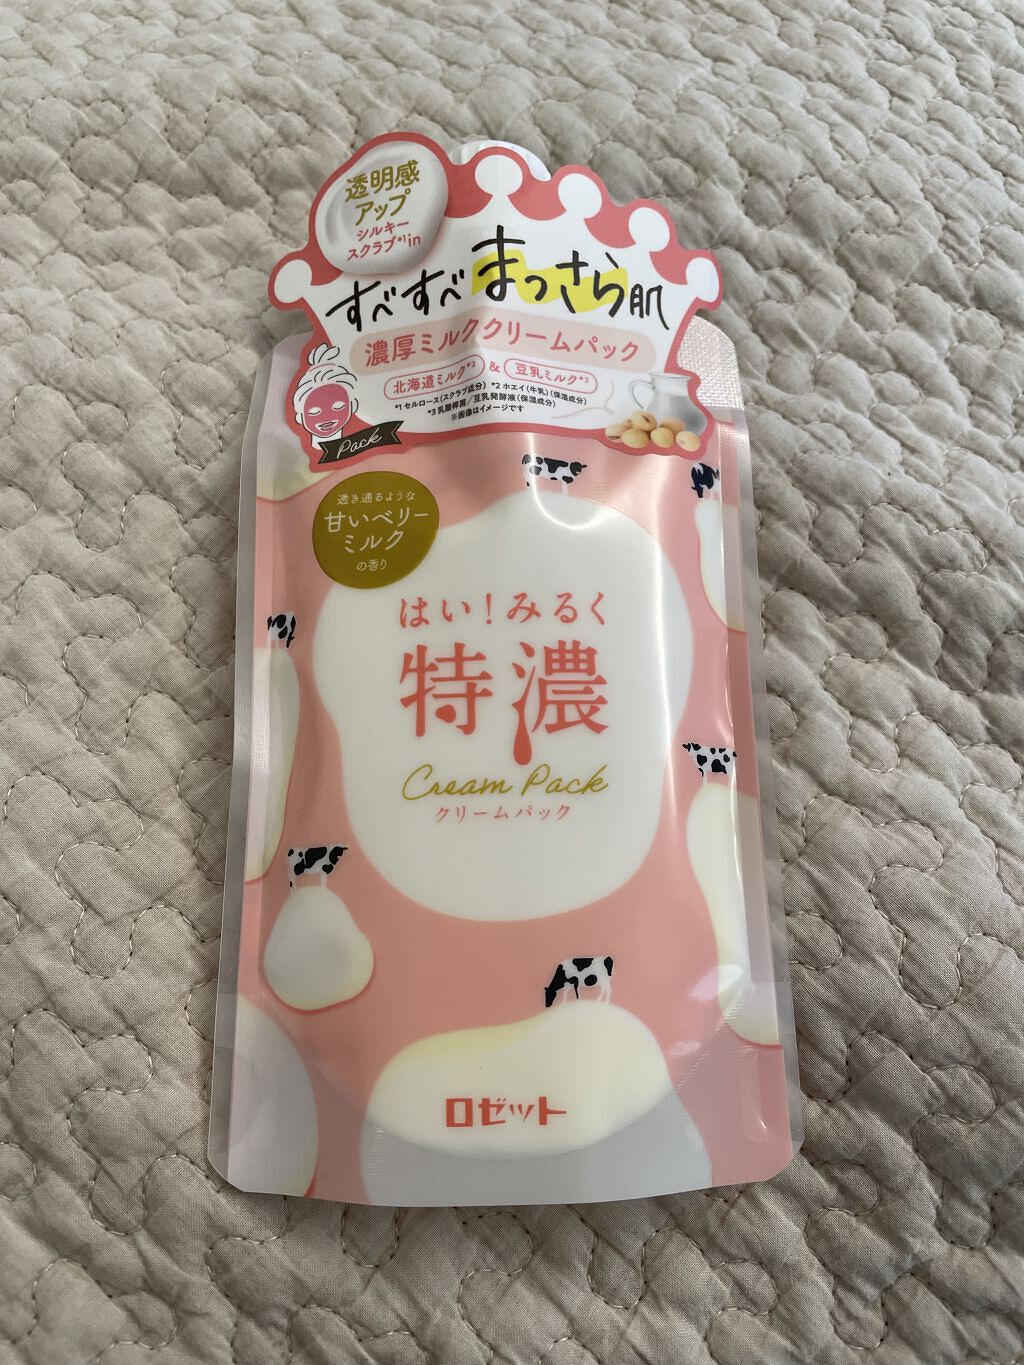 透明感
アップ
シルキー
スクラブ*1in
すべすべまっさら肌
濃厚ミルククリームパック
北海道ミルク*2 & 豆乳ミルク*3
*1 セルロース(スクラブ成分) *2 ホエイ(牛乳)(保湿成分)
*3 乳酸桿菌/豆乳発酵液(保湿成分)
※画像はイメージです
Pack
透き通るような
甘いベリー
ミルク
の香り
はい!みるく
特濃
Cream Pack
クリームパック
ロゼット